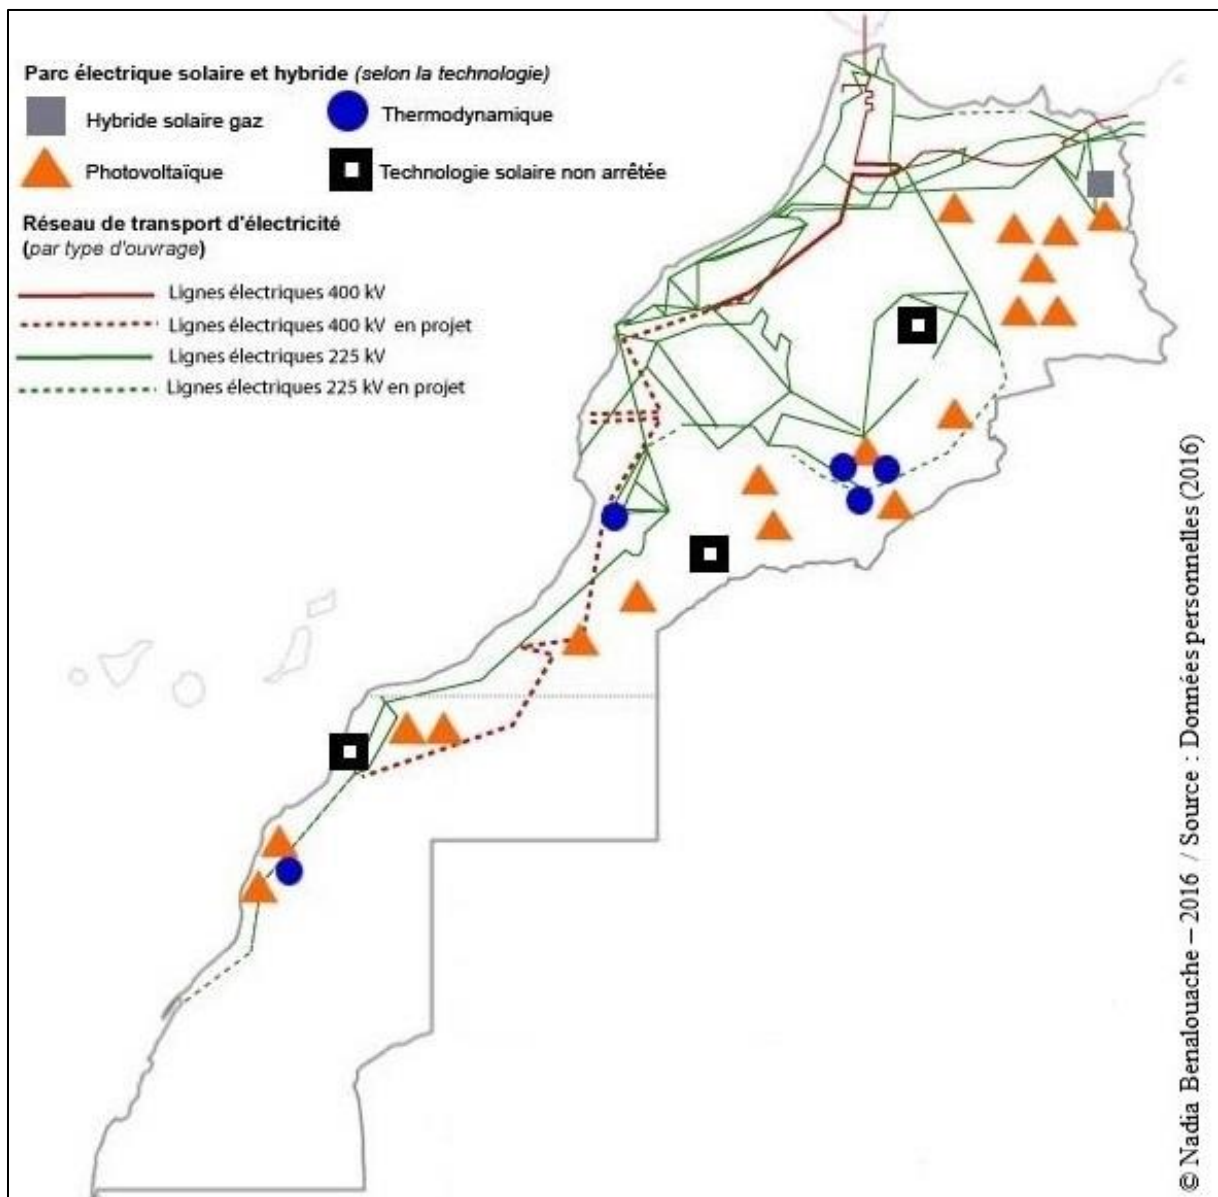 Parc électrique solaire et hybride (selon la technologie)
Hybride solaire gaz
Thermodynamique
Photovoltaïque
Technologie solaire non arrêtée
Réseau de transport d'électricité
(par type d'ouvrage)
Lignes électriques 400 kV
Lignes électriques 400 kV en projet
Lignes électriques 225 kV
Lignes électriques 225 kV en projet
© Nadia Benalouache – 2016 / Source : Données personnelles (2016)